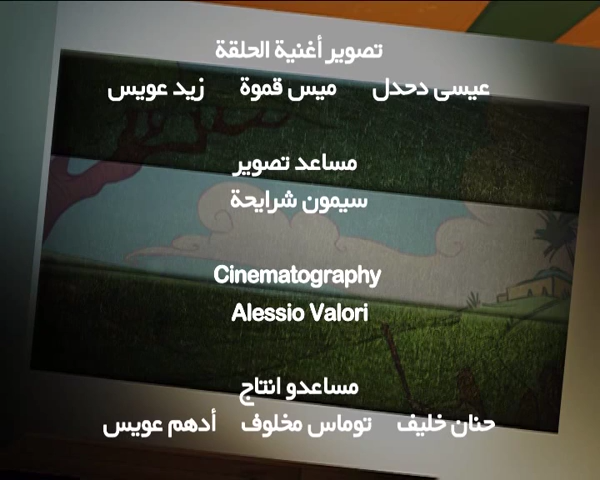 تصوير أغنية الحلقة
عيسى دحدل ميس قموة زيد عويس
مساعد تصوير
سيمون شرايحة
Cinematography
Alessio Valori
مساعدو انتاج
حنان خليف توماس مخلوف أدهم عويس